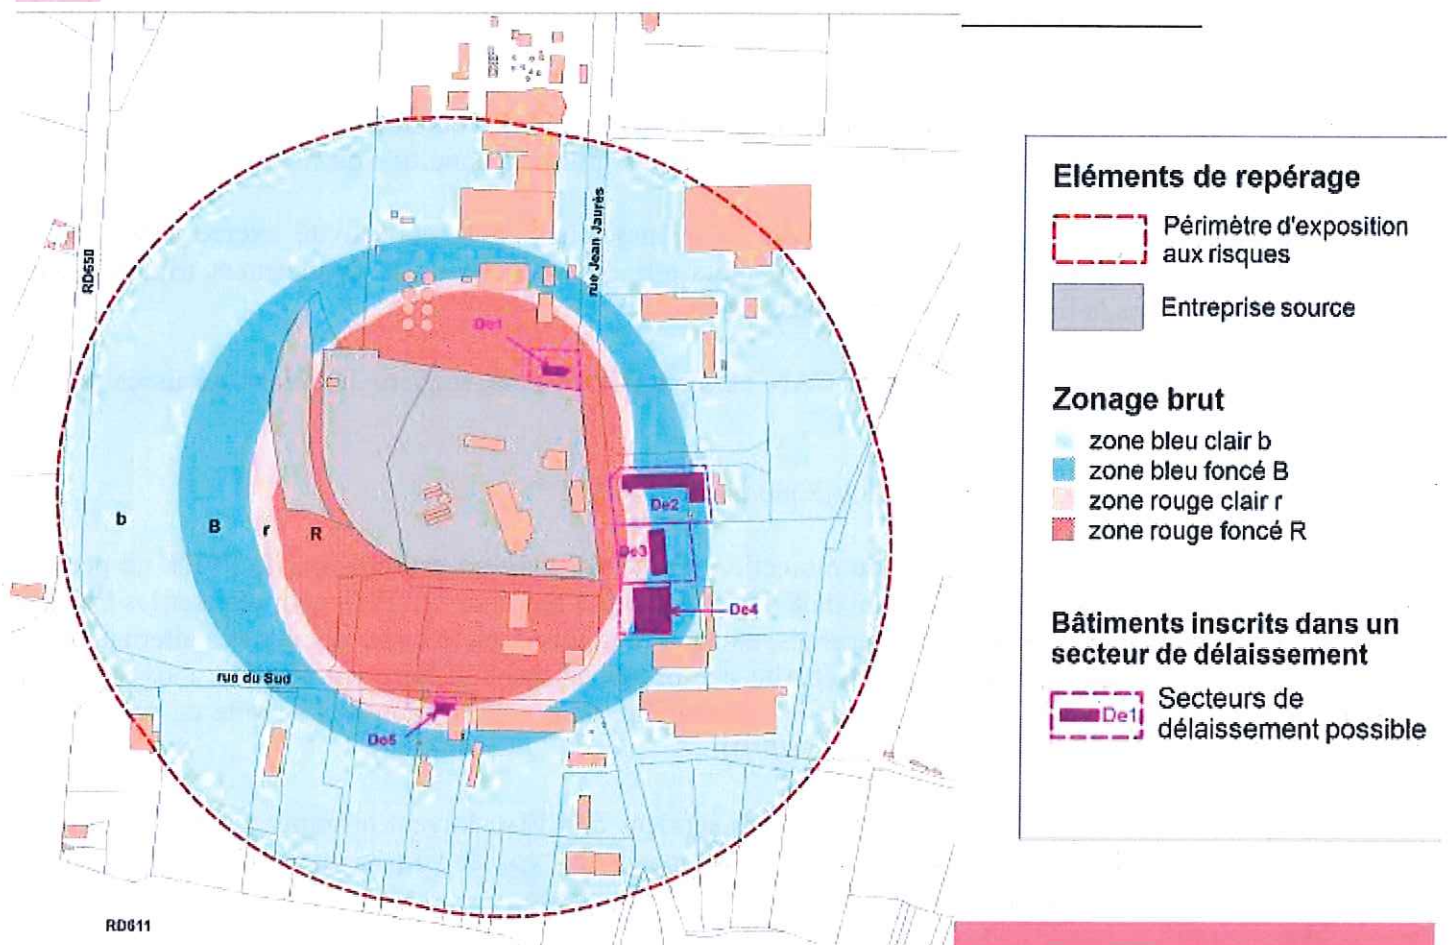 RD650
rue Jean Jaurès
De1
De2
De3
De4
De5
b
B
r
R
rue du Sud
RD611
Eléments de repérage
Périmètre d'exposition
aux risques
Entreprise source
Zonage brut
zone bleu clair b
zone bleu foncé B
zone rouge clair r
zone rouge foncé R
Bâtiments inscrits dans un
secteur de délaissement
De1
Secteurs de
délaissement possible